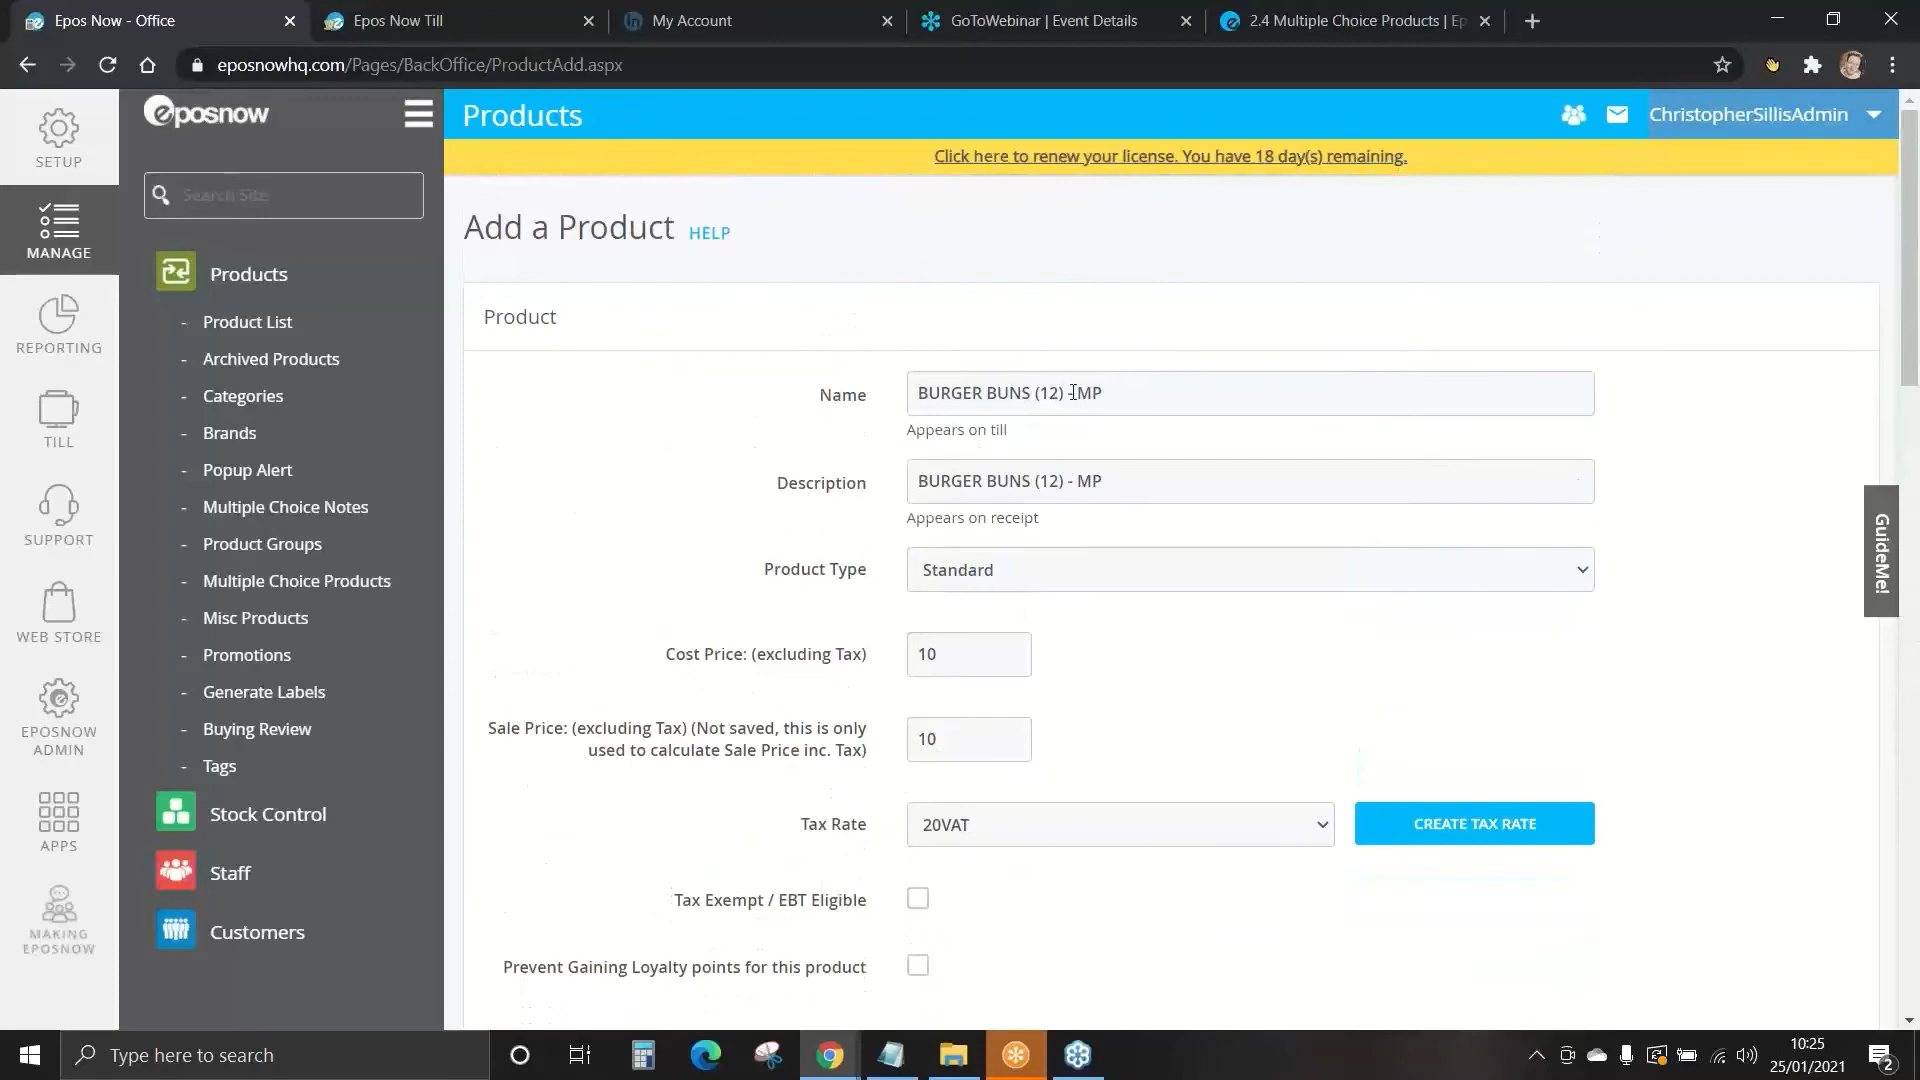 Epos Now - Office
Epos Now Till
My Account
GoToWebinar | Event Details
2.4 Multiple Choice Products | Ep
eposnowhq.com/Pages/BackOffice/ProductAdd.aspx
SETUP
MANAGE
REPORTING
TILL
SUPPORT
WEB STORE
EPOSNOW
ADMIN
APPS
MAKING
EPOSNOW
eposnow
Search Site
Products
- Product List
- Archived Products
- Categories
- Brands
- Popup Alert
- Multiple Choice Notes
- Product Groups
- Multiple Choice Products
- Misc Products
- Promotions
- Generate Labels
- Buying Review
- Tags
Stock Control
Staff
Customers
Products
ChristopherSillisAdmin
Click here to renew your license. You have 18 day(s) remaining.
Add a Product HELP
Product
Name
BURGER BUNS (12) - MP
Appears on till
Description
BURGER BUNS (12) - MP
Appears on receipt
Product Type
Standard
Cost Price: (excluding Tax)
10
Sale Price: (excluding Tax) (Not saved, this is only
used to calculate Sale Price inc. Tax)
10
Tax Rate
20VAT
CREATE TAX RATE
Tax Exempt / EBT Eligible
Prevent Gaining Loyalty points for this product
GuideMe!
Type here to search
10:25
25/01/2021
2